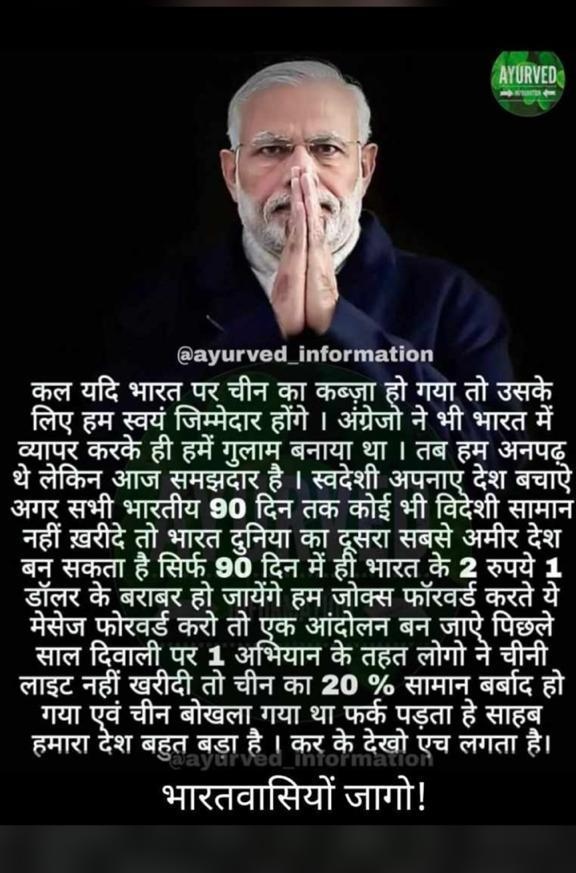 AYURVED
INFORMATION
@ayurved_information
कल यदि भारत पर चीन का कब्ज़ा हो गया तो उसके
लिए हम स्वयं जिम्मेदार होंगे । अंग्रेजो ने भी भारत में
व्यापर करके ही हमें गुलाम बनाया था । तब हम अनपढ़
थे लेकिन आज समझदार है । स्वदेशी अपनाए देश बचाऐ
अगर सभी भारतीय 90 दिन तक कोई भी विदेशी सामान
नहीं ख़रीदे तो भारत दुनिया का दूसरा सबसे अमीर देश
बन सकता है सिर्फ 90 दिन में ही भारत के 2 रुपये 1
डॉलर के बराबर हो जायेंगे हम जोक्स फॉरवर्ड करते ये
मेसेज फोरवर्ड करो तो एक आंदोलन बन जाऐ पिछले
साल दिवाली पर 1 अभियान के तहत लोगो ने चीनी
लाइट नहीं खरीदी तो चीन का 20 % सामान बर्बाद हो
गया एवं चीन बोखला गया था फर्क पड़ता हे साहब
हमारा देश बहुत बड़ा है । कर के देखो एच लगता है।
@ayurved_information
भारतवासियों जागो!